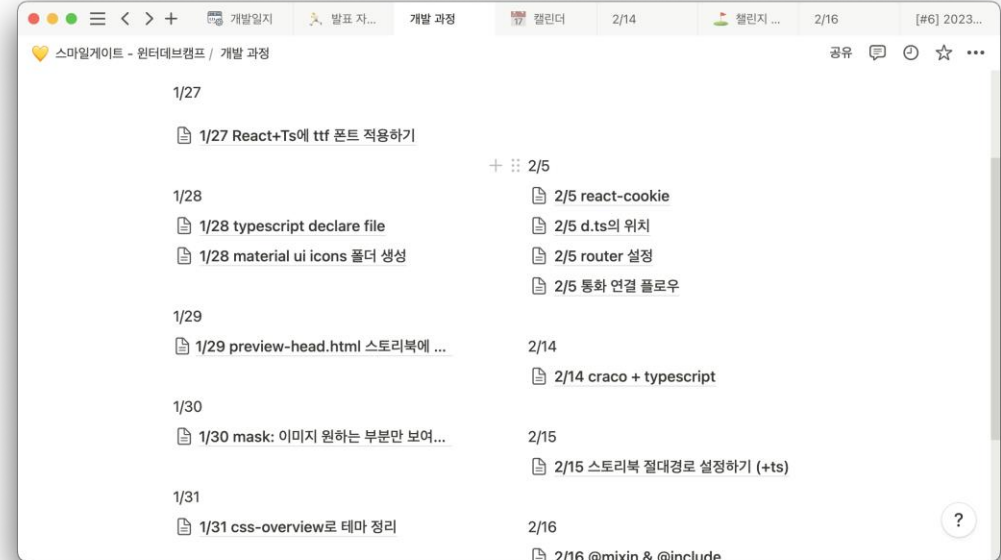 개발일지
발표 자...
개발 과정
17 캘린더
2/14
챌린지 ...
2/16
[#6] 2023...
스마일게이트 - 윈터데브캠프 / 개발 과정
공유
1/27
1/27 React+Ts에 ttf 폰트 적용하기
1/28
1/28 typescript declare file
1/28 material ui icons 폴더 생성
1/29
1/29 preview-head.html 스토리북에 ...
1/30
1/30 mask: 이미지 원하는 부분만 보여...
1/31
1/31 css-overview로 테마 정리
2/5
2/5 react-cookie
2/5 d.ts의 위치
2/5 router 설정
2/5 통화 연결 플로우
2/14
2/14 craco + typescript
2/15
2/15 스토리북 절대경로 설정하기 (+ts)
2/16
2/16 @mixin & @include
?